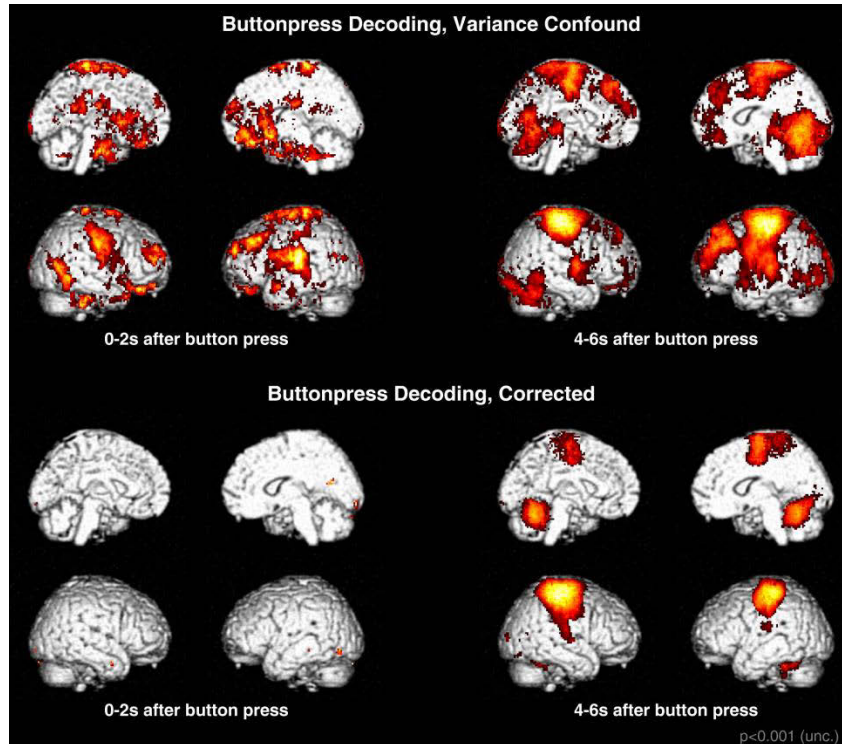 Buttonpress Decoding, Variance Confound
0-2s after button press
4-6s after button press
Buttonpress Decoding, Corrected
0-2s after button press
4-6s after button press
p<0.001 (unc.)